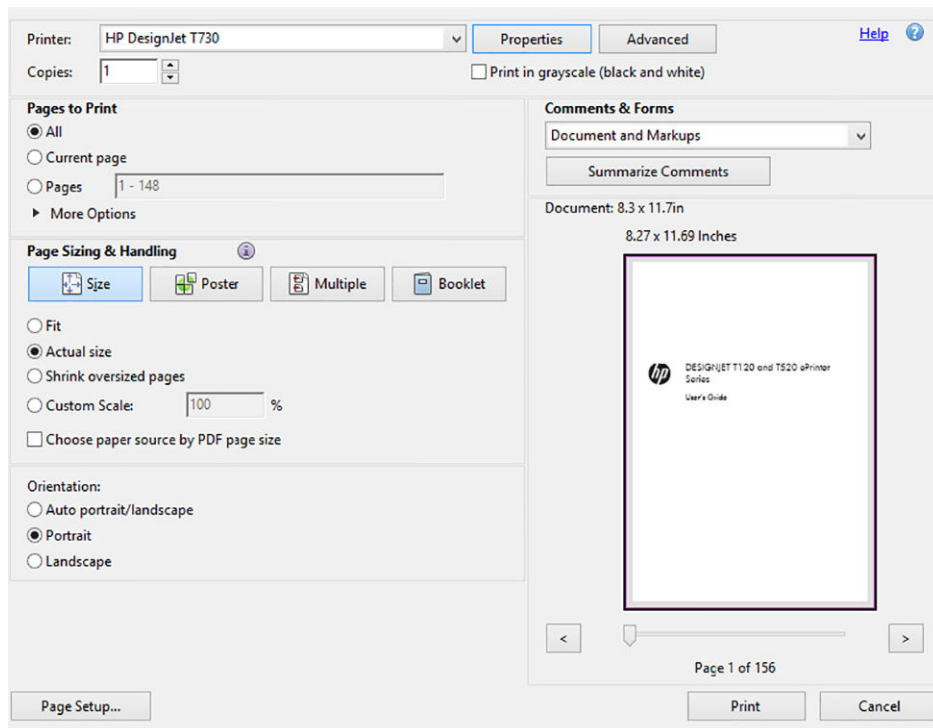 Printer: HP DesignJet T730 Properties Advanced Help ?
Copies: 1 Print in grayscale (black and white)
Pages to Print
All
Current page
Pages 1 - 148
More Options
Page Sizing & Handling i
Size Poster Multiple Booklet
Fit
Actual size
Shrink oversized pages
Custom Scale: 100 %
Choose paper source by PDF page size
Orientation:
Auto portrait/landscape
Portrait
Landscape
Comments & Forms
Document and Markups
Summarize Comments
Document: 8.3 x 11.7in
8.27 x 11.69 Inches
hp DESIGNJET T120 and T520 ePrinter
Series
User's Guide
< >
Page 1 of 156
Page Setup... Print Cancel